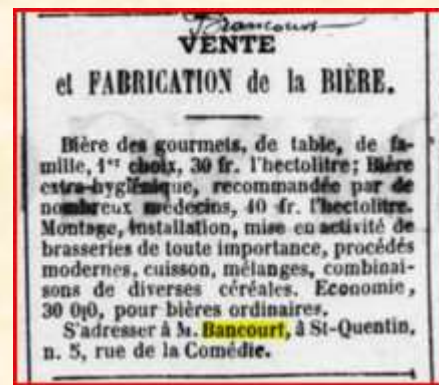 Bancourt
VENTE
et FABRICATION de la BIÈRE.
Bière des gourmets, de table, de fa-
mille, 1er choix, 30 fr. l'hectolitre; Bière
extra-hygiénique, recommandée par de
nombreux médecins, 40 fr. l'hectolitre.
Montage, installation, mise en activité de
brasseries de toute importance, procédés
modernes, cuisson, mélanges, combinai-
sons de diverses céréales. Economie,
30 0|0, pour bières ordinaires.
S'adresser à M. Bancourt, à St-Quentin,
n. 5, rue de la Comédie.